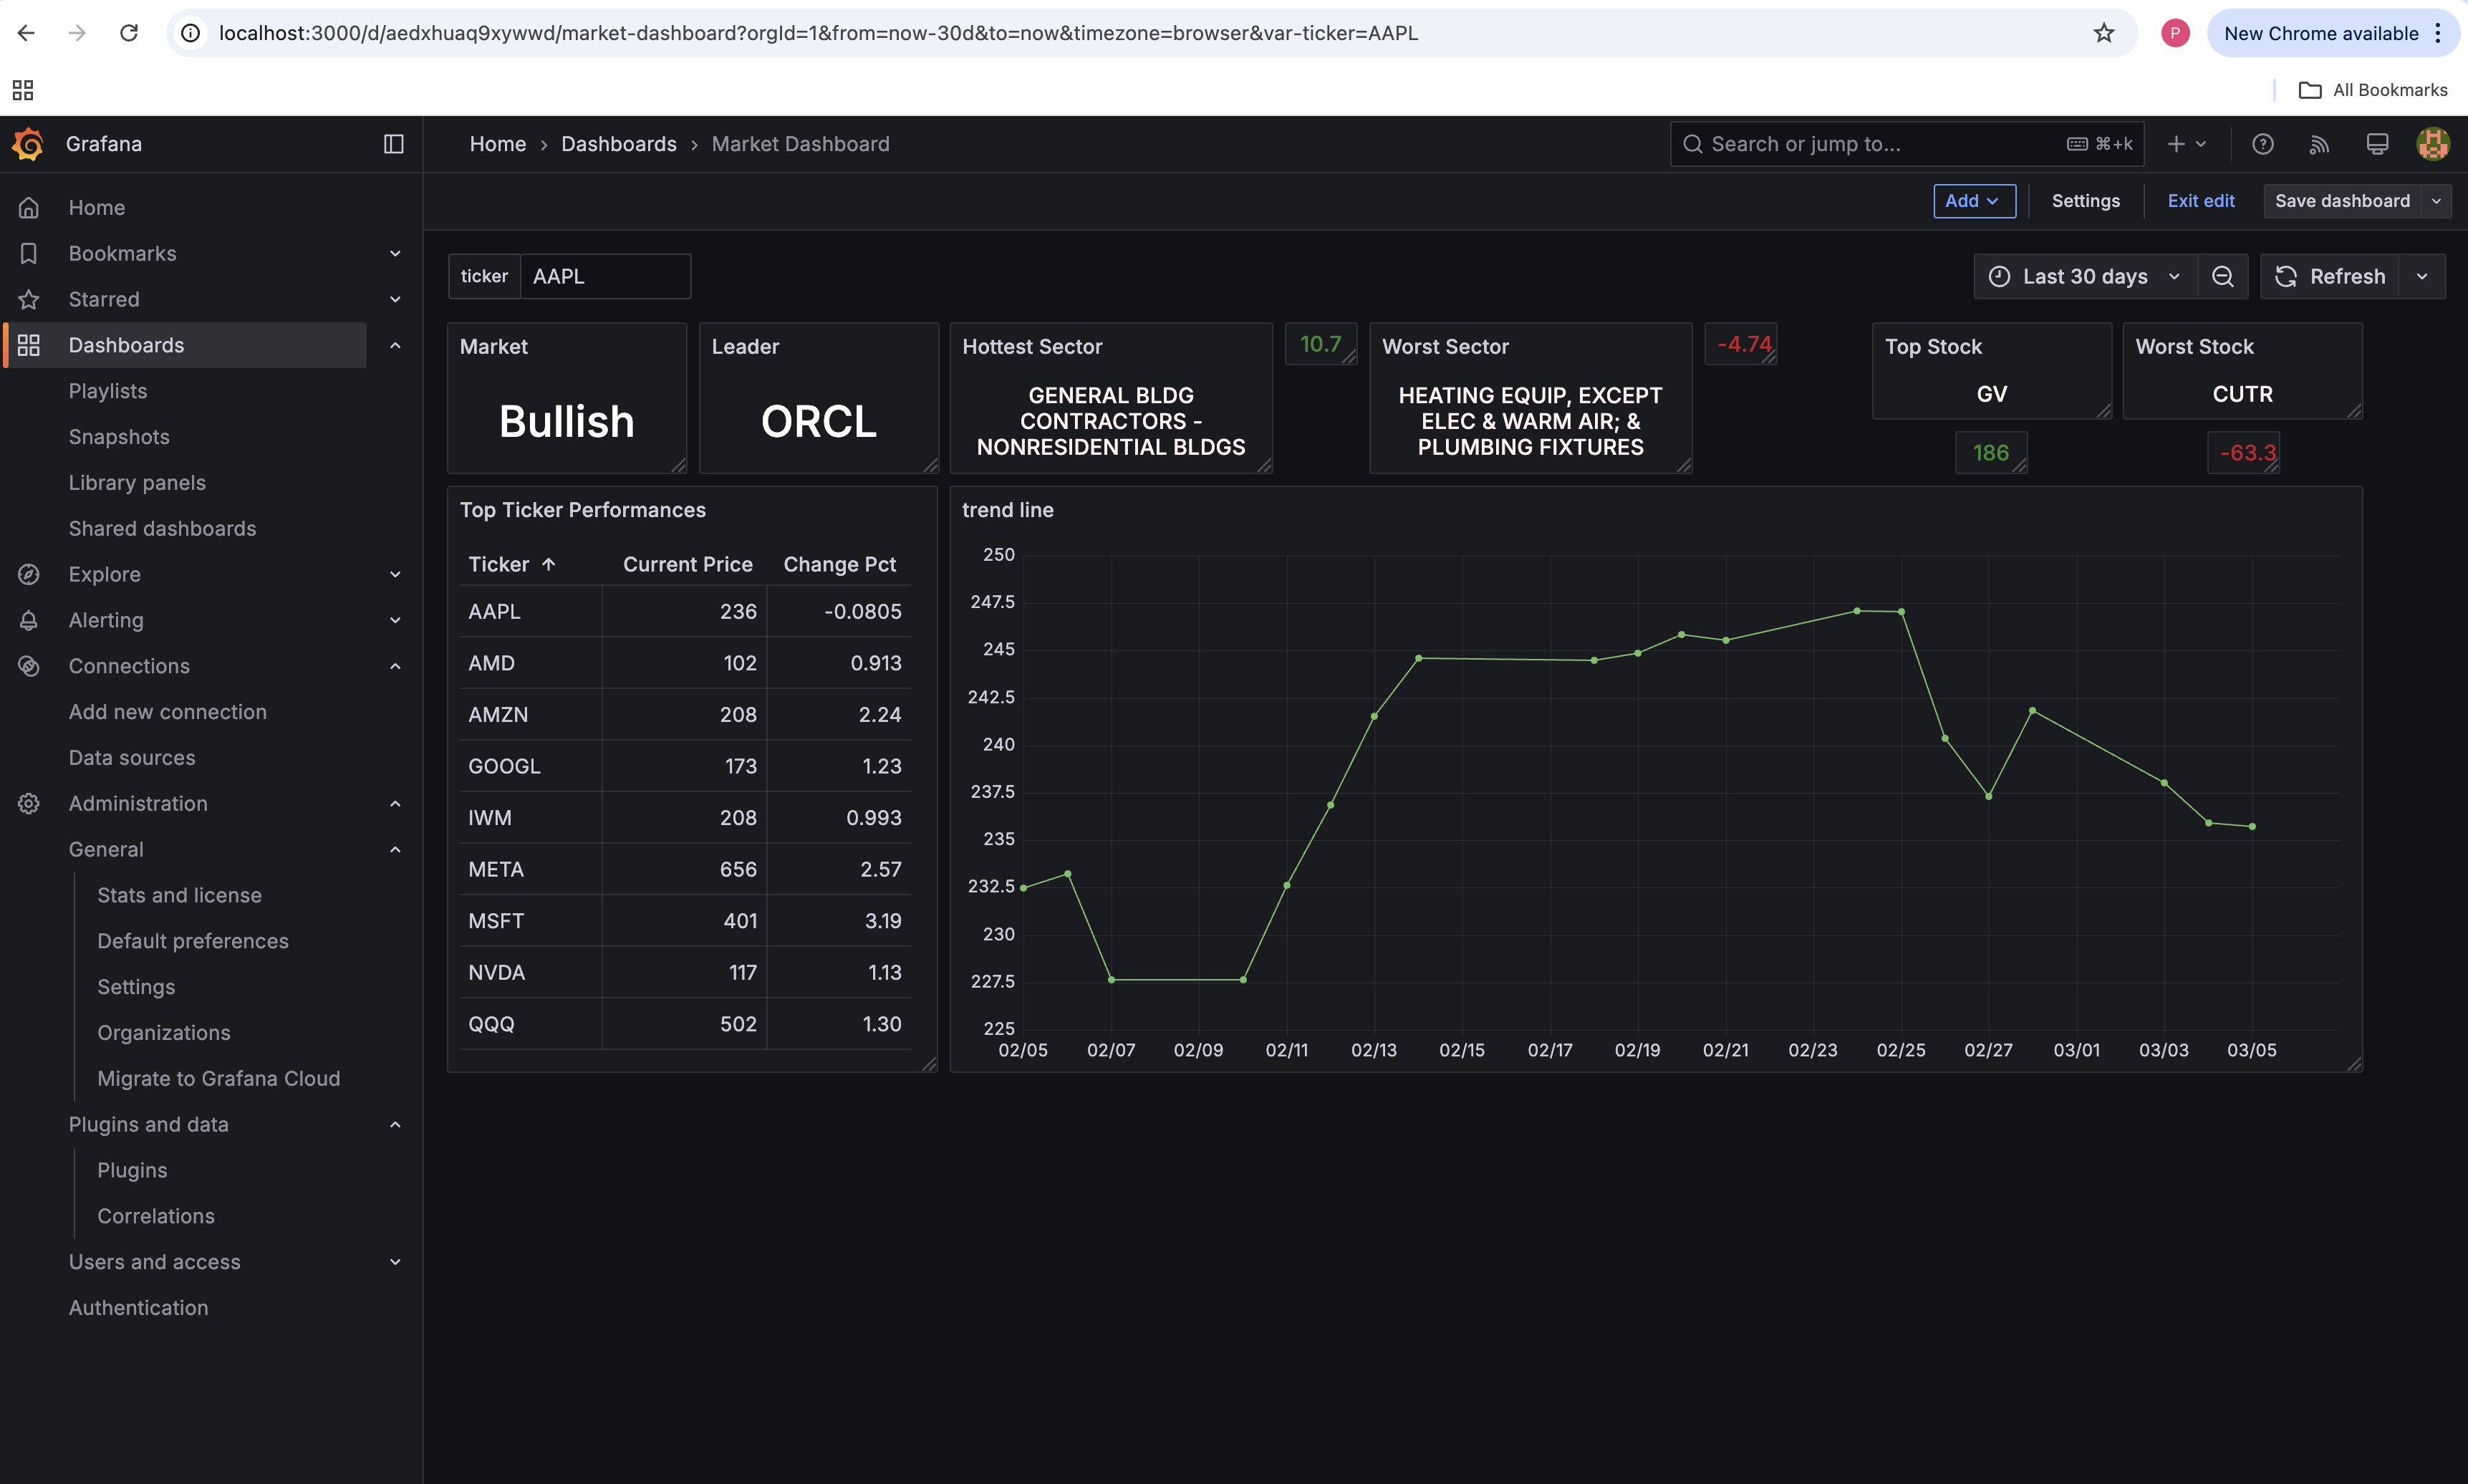 localhost:3000/d/aedxhuaq9xywwd/market-dashboard?orgId=1&from=now-30d&to=now&timezone=browser&var-ticker=AAPL
P
New Chrome available
All Bookmarks
Grafana
Home › Dashboards › Market Dashboard
Search or jump to...
⌘+k
Home
Bookmarks
Starred
Dashboards
Playlists
Snapshots
Library panels
Shared dashboards
Explore
Alerting
Connections
Add new connection
Data sources
Administration
General
Stats and license
Default preferences
Settings
Organizations
Migrate to Grafana Cloud
Plugins and data
Plugins
Correlations
Users and access
Authentication
Add
Settings
Exit edit
Save dashboard
ticker AAPL
Last 30 days
Refresh
Market
Bullish
Leader
ORCL
Hottest Sector
GENERAL BLDG
CONTRACTORS -
NONRESIDENTIAL BLDGS
10.7
Worst Sector
HEATING EQUIP, EXCEPT
ELEC & WARM AIR; &
PLUMBING FIXTURES
-4.74
Top Stock
GV
186
Worst Stock
CUTR
-63.3
Top Ticker Performances
Ticker ↑ Current Price Change Pct
AAPL 236 -0.0805
AMD 102 0.913
AMZN 208 2.24
GOOGL 173 1.23
IWM 208 0.993
META 656 2.57
MSFT 401 3.19
NVDA 117 1.13
QQQ 502 1.30
trend line
250
247.5
245
242.5
240
237.5
235
232.5
230
227.5
225
02/05 02/07 02/09 02/11 02/13 02/15 02/17 02/19 02/21 02/23 02/25 02/27 03/01 03/03 03/05